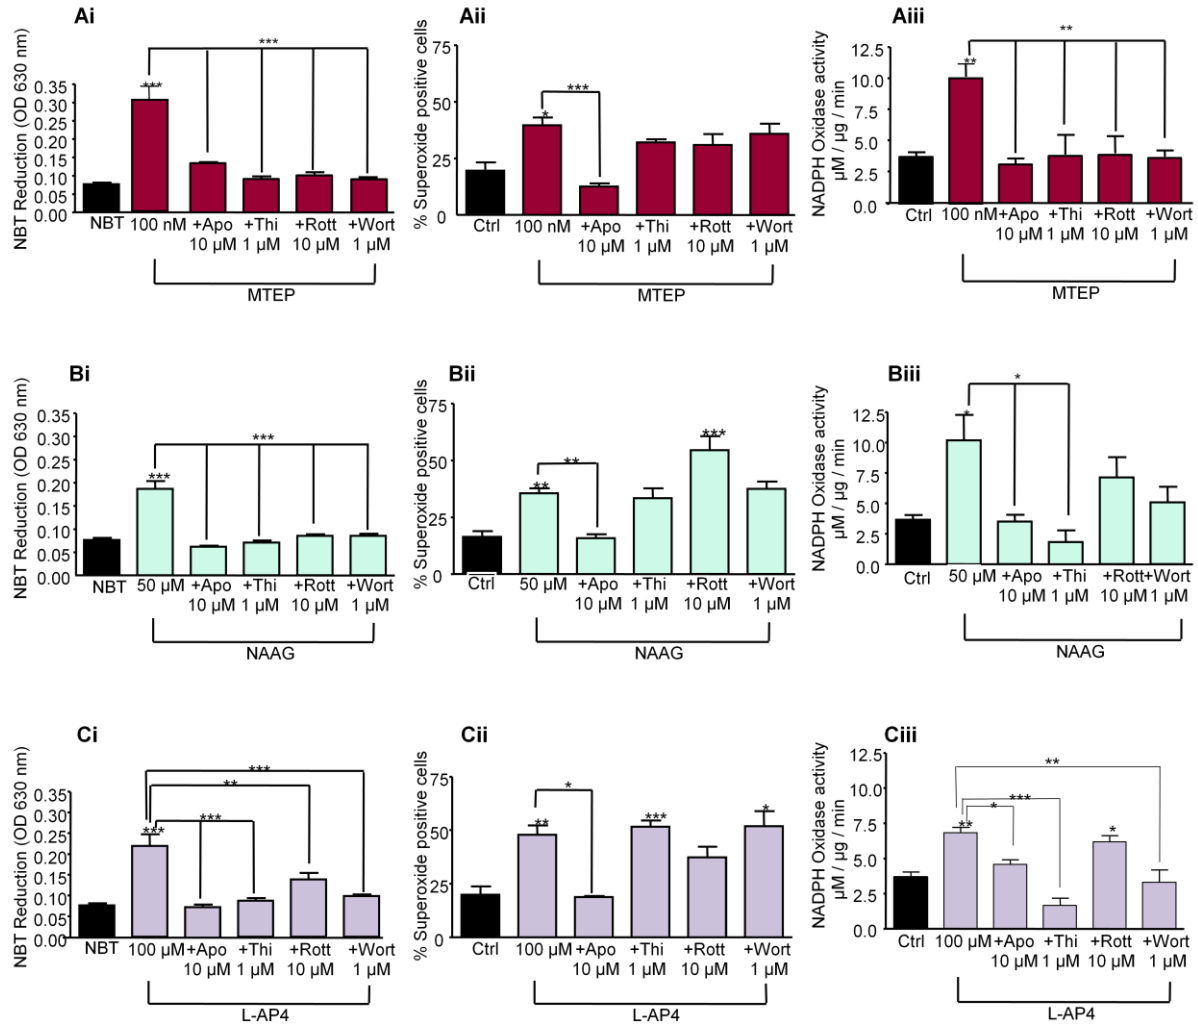 Ai
NBT Reduction (OD 630 nm)
0.35
0.30
0.25
0.20
0.15
0.10
0.05
0.00
***
***
NBT 100 nM +Apo +Thi +Rott +Wort
10 µM 1 µM 10 µM 1 µM
MTEP
Aii
% Superoxide positive cells
75
50
25
0
***
*
Ctrl 100 nM +Apo +Thi +Rott +Wort
10 µM 1 µM 10 µM 1 µM
MTEP
Aiii
NADPH Oxidase activity
µM / µg / min
12.5
10.0
7.5
5.0
2.5
0.0
**
**
Ctrl 100 nM +Apo +Thi +Rott +Wort
10 µM 1 µM 10 µM 1 µM
MTEP
Bi
NBT Reduction (OD 630 nm)
0.35
0.30
0.25
0.20
0.15
0.10
0.05
0.00
***
***
NBT 50 µM +Apo +Thi +Rott +Wort
10 µM 1 µM 10 µM 1 µM
NAAG
Bii
% Superoxide positive cells
75
50
25
0
***
**
**
Ctrl 50 µM +Apo +Thi +Rott +Wort
10 µM 1 µM 10 µM 1 µM
NAAG
Biii
NADPH Oxidase activity
µM / µg / min
12.5
10.0
7.5
5.0
2.5
0.0
*
*
Ctrl 50 µM +Apo +Thi +Rott+Wort
10 µM 1 µM 10 µM 1 µM
NAAG
Ci
NBT Reduction (OD 630 nm)
0.35
0.30
0.25
0.20
0.15
0.10
0.05
0.00
***
**
***
***
NBT 100 µM +Apo +Thi +Rott +Wort
10 µM 1 µM 10 µM 1 µM
L-AP4
Cii
% Superoxide positive cells
75
50
25
0
*
**
***
*
Ctrl 100 µM +Apo +Thi +Rott +Wort
10 µM 1 µM 10 µM 1 µM
L-AP4
Ciii
NADPH Oxidase activity
µM / µg / min
12.5
10.0
7.5
5.0
2.5
0.0
**
***
*
**
*
Ctrl 100 µM +Apo +Thi +Rott +Wort
10 µM 1 µM 10 µM 1 µM
L-AP4